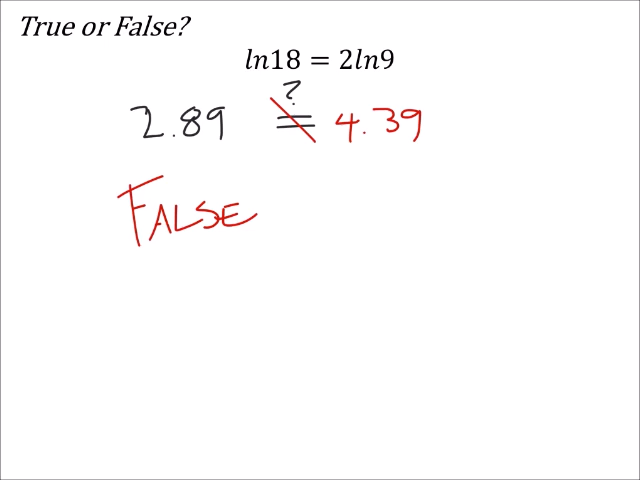 True or False?
ln18 = 2ln9
?
2.89 ≠ 4.39
FALSE